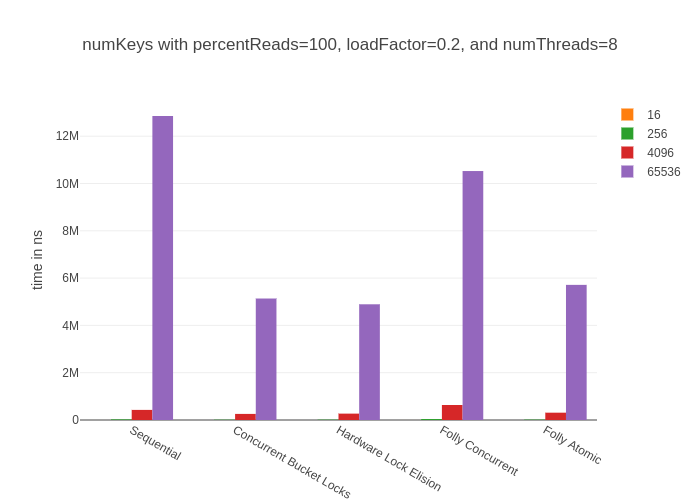 numKeys with percentReads=100, loadFactor=0.2, and numThreads=8
16
256
4096
65536
time in ns
12M
10M
8M
6M
4M
2M
0
Sequential
Concurrent Bucket Locks
Hardware Lock Elision
Folly Concurrent
Folly Atomic